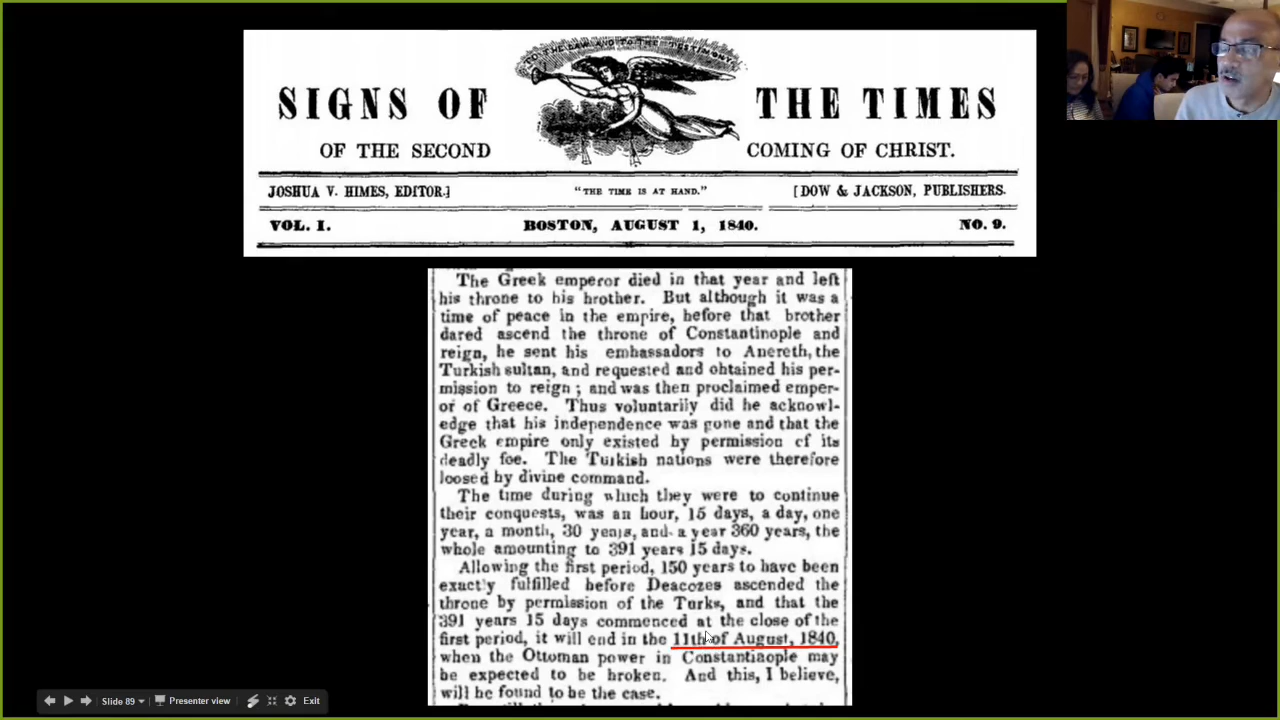 TO THE LAW AND TO THE TESTIMONY
SIGNS OF THE TIMES
OF THE SECOND COMING OF CHRIST.
JOSHUA V. HIMES, EDITOR.] "THE TIME IS AT HAND." [DOW & JACKSON, PUBLISHERS.
VOL. I. BOSTON, AUGUST 1, 1840. NO. 9.
The Greek emperor died in that year and left
his throne to his brother. But although it was a
time of peace in the empire, before that brother
dared ascend the throne of Constantinople and
reign, he sent his embassadors to Anereth, the
Turkish sultan, and requested and obtained his per-
mission to reign; and was then proclaimed emper-
or of Greece. Thus voluntarily did he acknowl-
edge that his independence was gone and that the
Greek empire only existed by permission of its
deadly foe. The Turkish nations were therefore
loosed by divine command.
The time during which they were to continue
their conquests, was an hour, 15 days, a day, one
year, a month, 30 years, and a year 360 years, the
whole amounting to 391 years 15 days.
Allowing the first period, 150 years to have been
exactly fulfilled before Deacozes ascended the
throne by permission of the Turks, and that the
391 years 15 days commenced at the close of the
first period, it will end in the 11th of August, 1840,
when the Ottoman power in Constantinople may
be expected to be broken. And this, I believe,
will be found to be the case.
Slide 89 Presenter view Exit